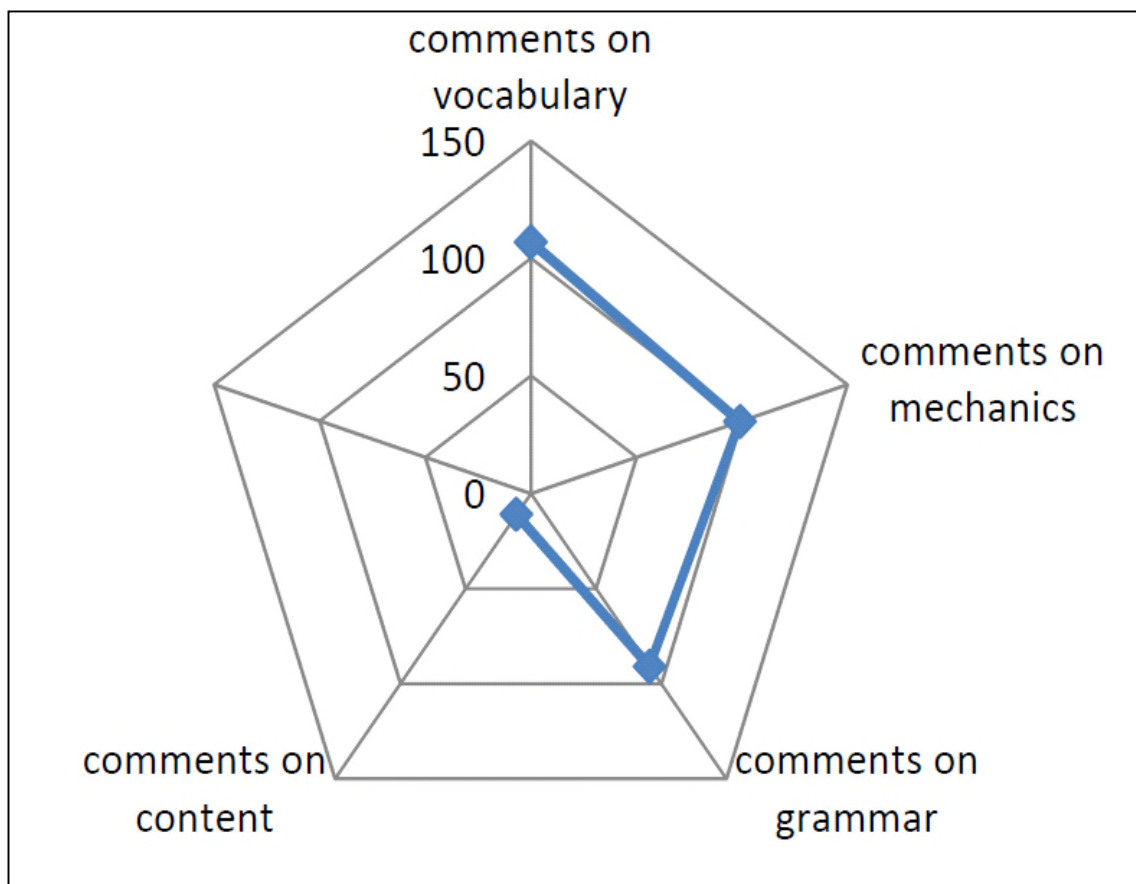 comments on
vocabulary
150
100
50
0
comments on
mechanics
comments on
grammar
comments on
content